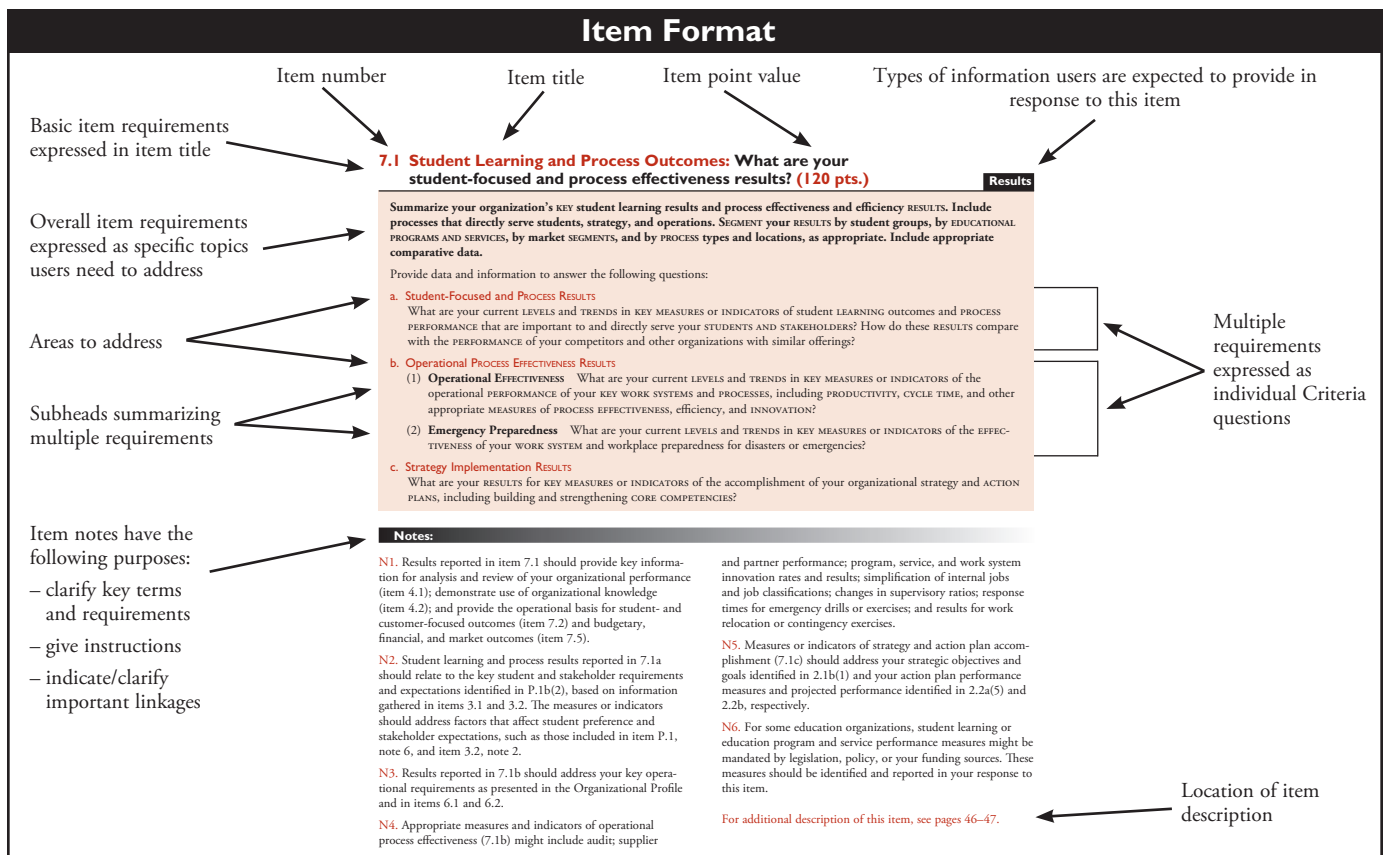 Item Format
Item number
Item title
Item point value
Types of information users are expected to provide in
response to this item
Basic item requirements
expressed in item title
7.1 Student Learning and Process Outcomes: What are your
student-focused and process effectiveness results? (120 pts.)
Results
Overall item requirements
expressed as specific topics
users need to address
Summarize your organization's KEY student learning results and process effectiveness and efficiency RESULTS. Include
processes that directly serve students, strategy, and operations. SEGMENT your RESULTS by student groups, by EDUCATIONAL
PROGRAMS AND SERVICES, by market SEGMENTS, and by PROCESS types and locations, as appropriate. Include appropriate
comparative data.
Provide data and information to answer the following questions:
Areas to address
a. Student-Focused and PROCESS RESULTS
What are your current LEVELS and TRENDS in KEY MEASURES or INDICATORS of student LEARNING outcomes and PROCESS
PERFORMANCE that are important to and directly serve your STUDENTS AND STAKEHOLDERS? How do these RESULTS compare
with the PERFORMANCE of your competitors and other organizations with similar offerings?
Multiple
requirements
expressed as
individual Criteria
questions
Subheads summarizing
multiple requirements
b. Operational PROCESS EFFECTIVENESS RESULTS
(1) Operational EFFECTIVENESS What are your current LEVELS and TRENDS in KEY MEASURES or INDICATORS of the
operational PERFORMANCE of your KEY WORK SYSTEMS and PROCESSES, including PRODUCTIVITY, CYCLE TIME, and other
appropriate MEASURES of PROCESS EFFECTIVENESS, efficiency, and INNOVATION?
(2) Emergency Preparedness What are your current LEVELS and TRENDS in KEY MEASURES or INDICATORS of the EFFEC-
TIVENESS of your WORK SYSTEM and workplace preparedness for disasters or emergencies?
c. Strategy Implementation RESULTS
What are your RESULTS for KEY MEASURES or INDICATORS of the accomplishment of your organizational strategy and ACTION
PLANS, including building and strengthening CORE COMPETENCIES?
Item notes have the
following purposes:
– clarify key terms
and requirements
– give instructions
– indicate/clarify
important linkages
Notes:
N1. Results reported in item 7.1 should provide key informa-
tion for analysis and review of your organizational performance
(item 4.1); demonstrate use of organizational knowledge
(item 4.2); and provide the operational basis for student- and
customer-focused outcomes (item 7.2) and budgetary,
financial, and market outcomes (item 7.5).
N2. Student learning and process results reported in 7.1a
should relate to the key student and stakeholder requirements
and expectations identified in P.1b(2), based on information
gathered in items 3.1 and 3.2. The measures or indicators
should address factors that affect student preference and
stakeholder expectations, such as those included in item P.1,
note 6, and item 3.2, note 2.
N3. Results reported in 7.1b should address your key opera-
tional requirements as presented in the Organizational Profile
and in items 6.1 and 6.2.
N4. Appropriate measures and indicators of operational
process effectiveness (7.1b) might include audit; supplier
and partner performance; program, service, and work system
innovation rates and results; simplification of internal jobs
and job classifications; changes in supervisory ratios; response
times for emergency drills or exercises; and results for work
relocation or contingency exercises.
N5. Measures or indicators of strategy and action plan accom-
plishment (7.1c) should address your strategic objectives and
goals identified in 2.1b(1) and your action plan performance
measures and projected performance identified in 2.2a(5) and
2.2b, respectively.
N6. For some education organizations, student learning or
education program and service performance measures might be
mandated by legislation, policy, or your funding sources. These
measures should be identified and reported in your response to
this item.
For additional description of this item, see pages 46–47.
Location of item
description